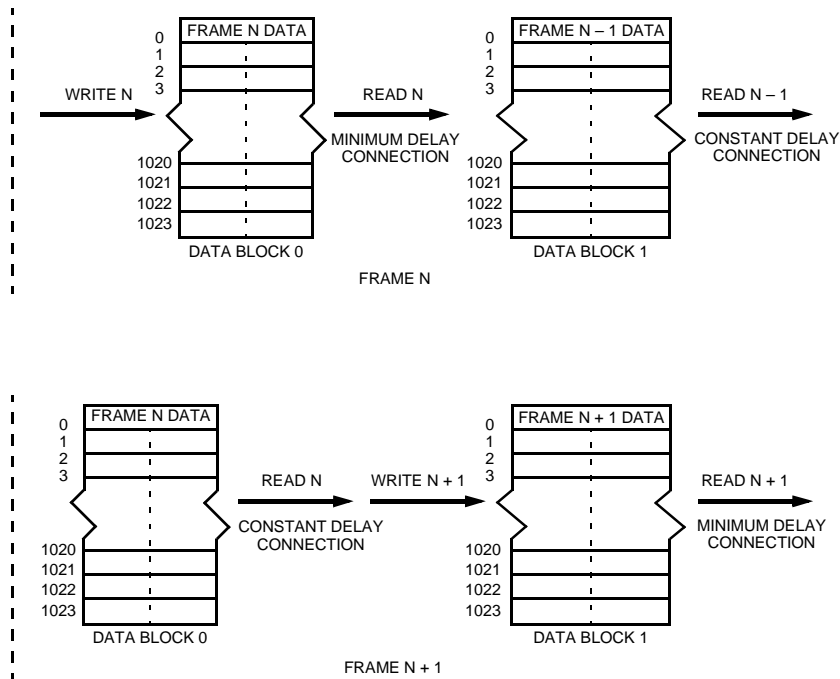 FRAME N DATA
FRAME N – 1 DATA
0
1
2
3
0
1
2
3
WRITE N
READ N
MINIMUM DELAY
CONNECTION
READ N – 1
CONSTANT DELAY
CONNECTION
1020
1021
1022
1023
1020
1021
1022
1023
DATA BLOCK 0
DATA BLOCK 1
FRAME N
FRAME N DATA
FRAME N + 1 DATA
0
1
2
3
0
1
2
3
READ N
CONSTANT DELAY
CONNECTION
WRITE N + 1
READ N + 1
MINIMUM DELAY
CONNECTION
1020
1021
1022
1023
1020
1021
1022
1023
DATA BLOCK 0
DATA BLOCK 1
FRAME N + 1